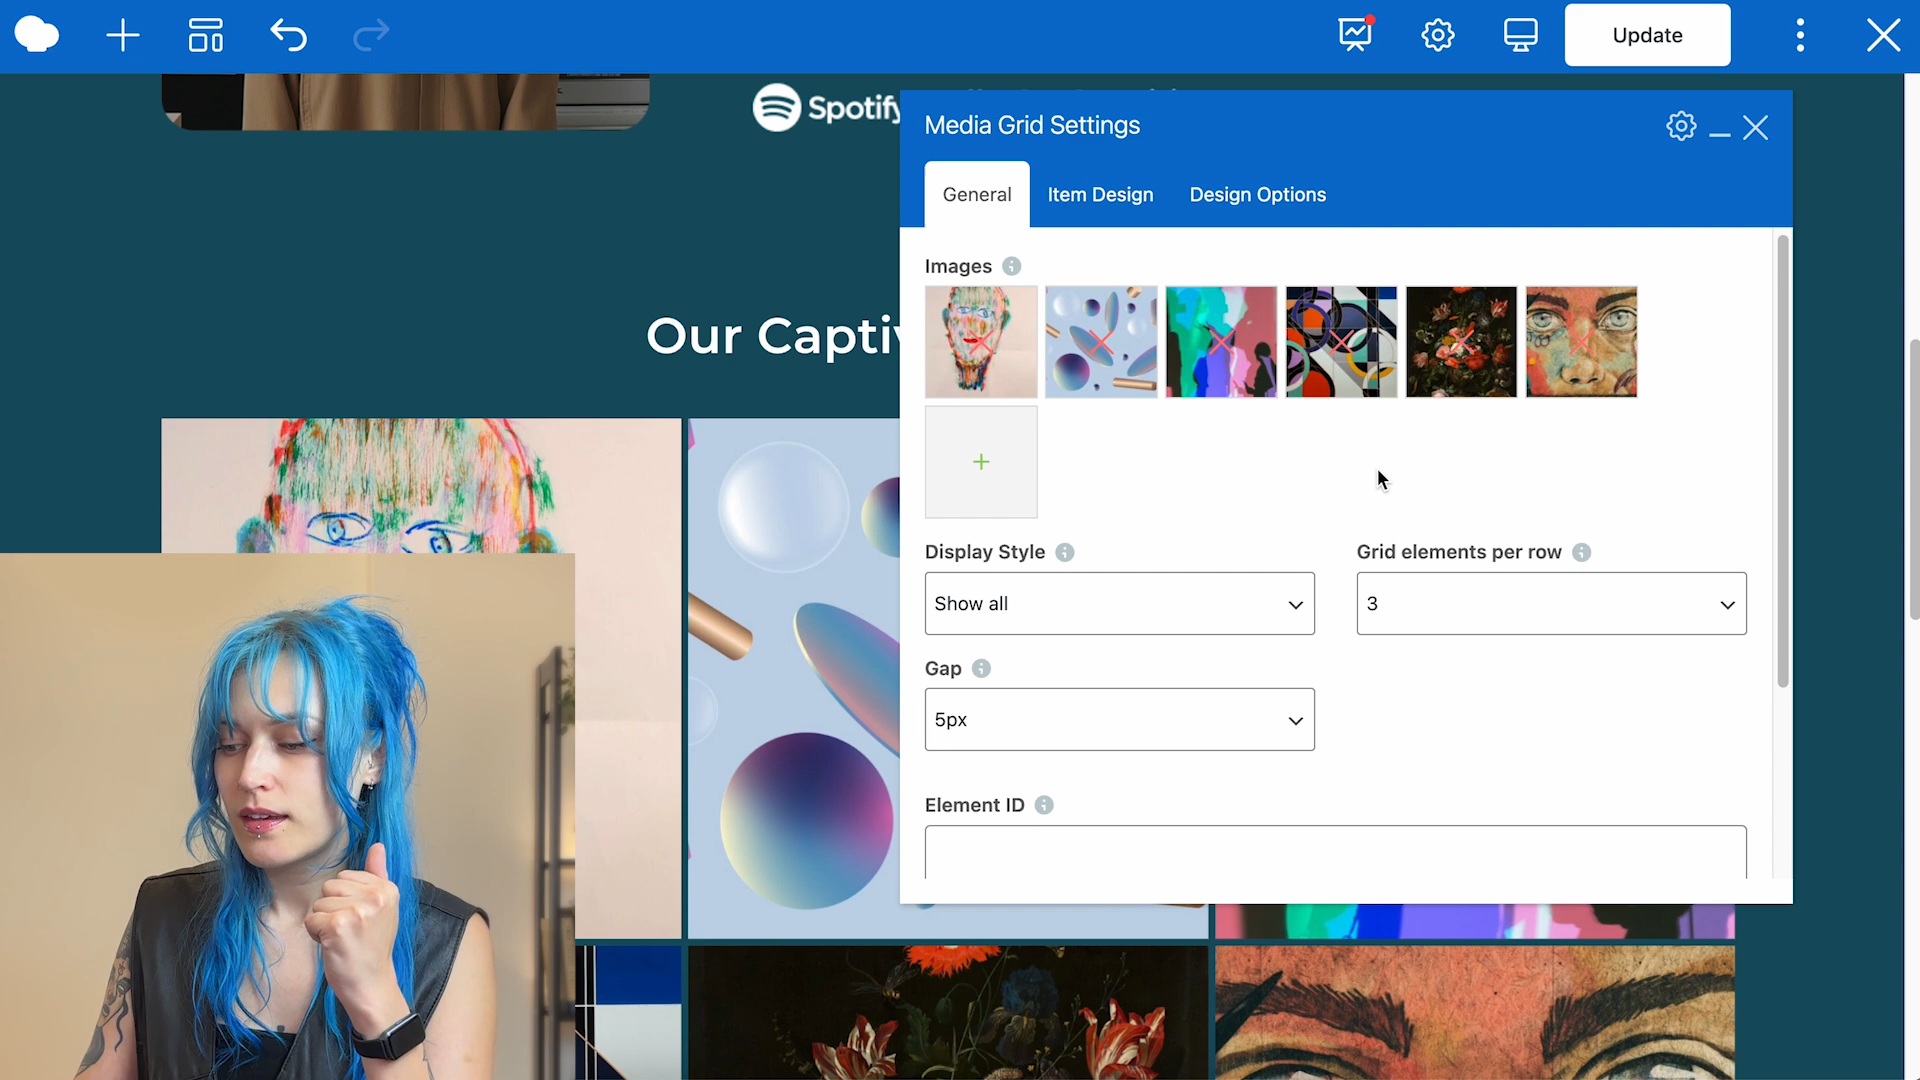 Update
Spotify
Media Grid Settings
General
Item Design
Design Options
Images
Our Captiv
Display Style
Grid elements per row
Show all
3
Gap
5px
Element ID